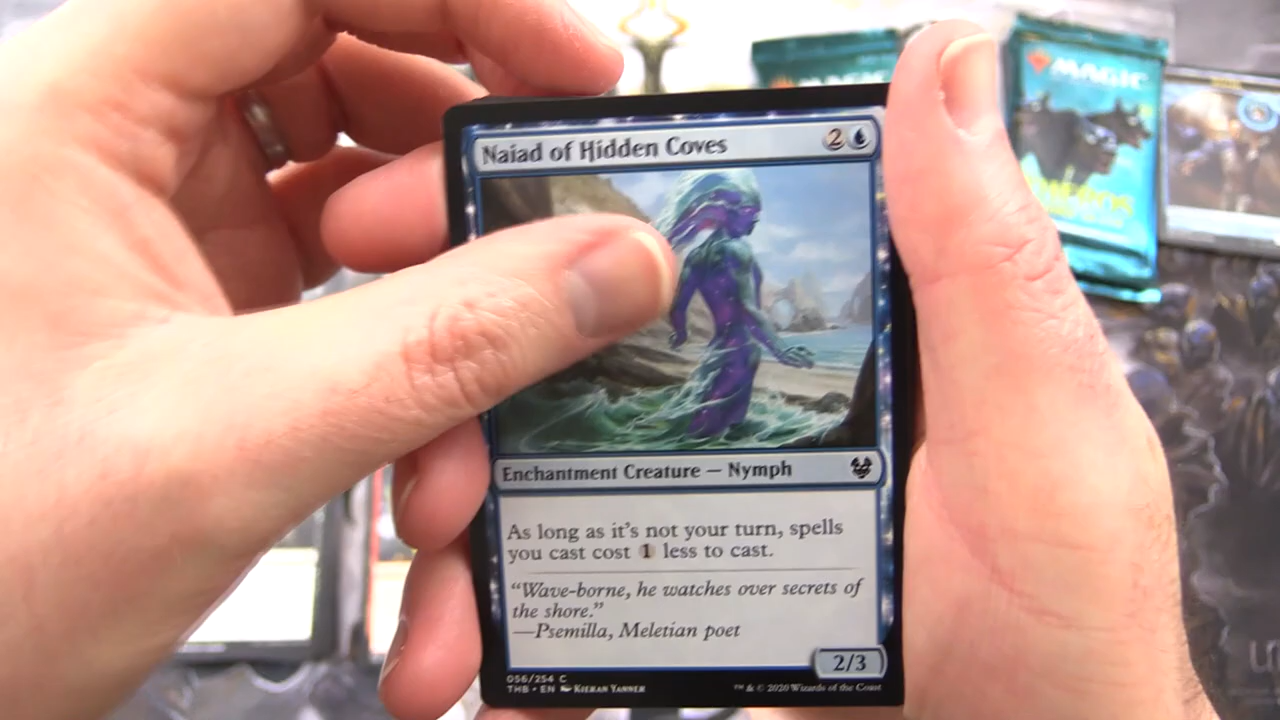 Naiad of Hidden Coves 2
MAGIC
Enchantment Creature — Nymph
As long as it's not your turn, spells
you cast cost 1 less to cast.
“Wave-borne, he watches over secrets of
the shore.”
—Psemilla, Meletian poet
2/3
056/254 C
THB • EN Kieran Yanner
™ & © 2020 Wizards of the Coast